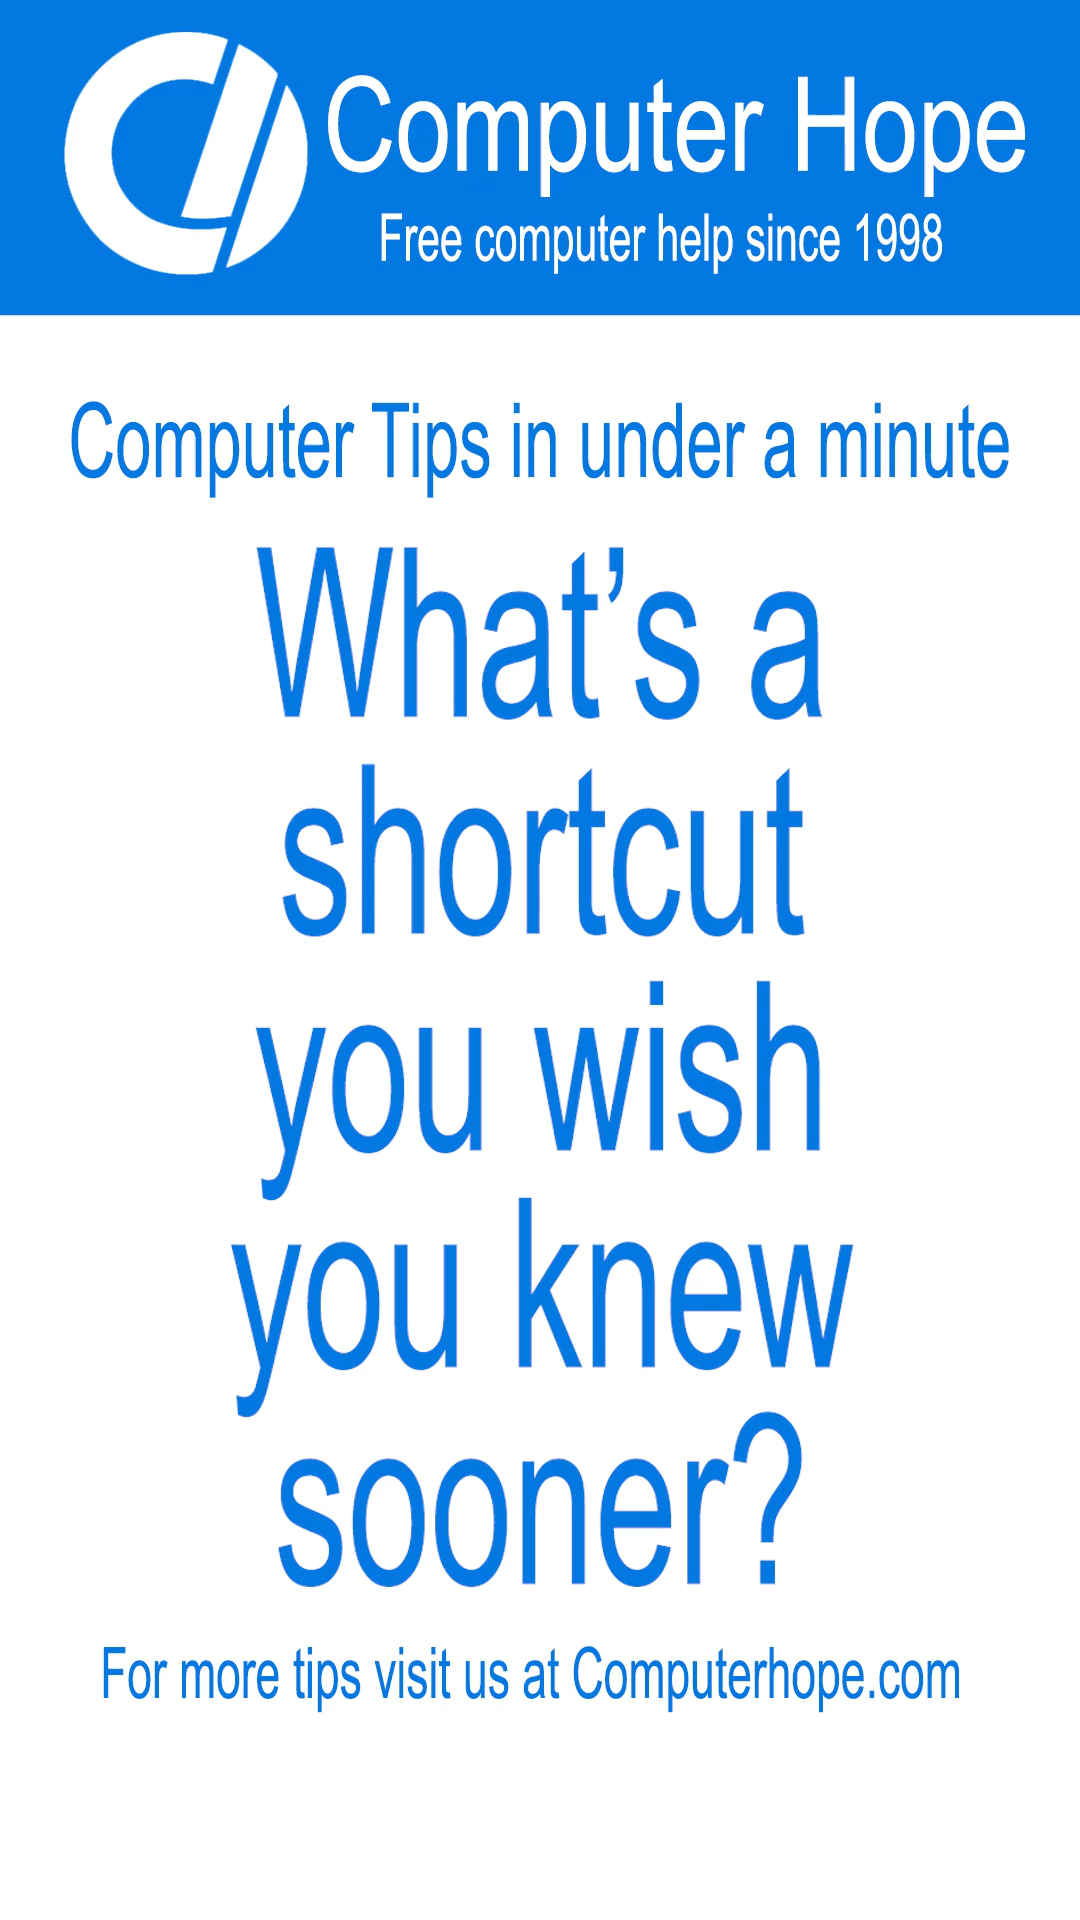 Computer Hope
Free computer help since 1998
Computer Tips in under a minute
What’s a
shortcut
you wish
you knew
sooner?
For more tips visit us at Computerhope.com